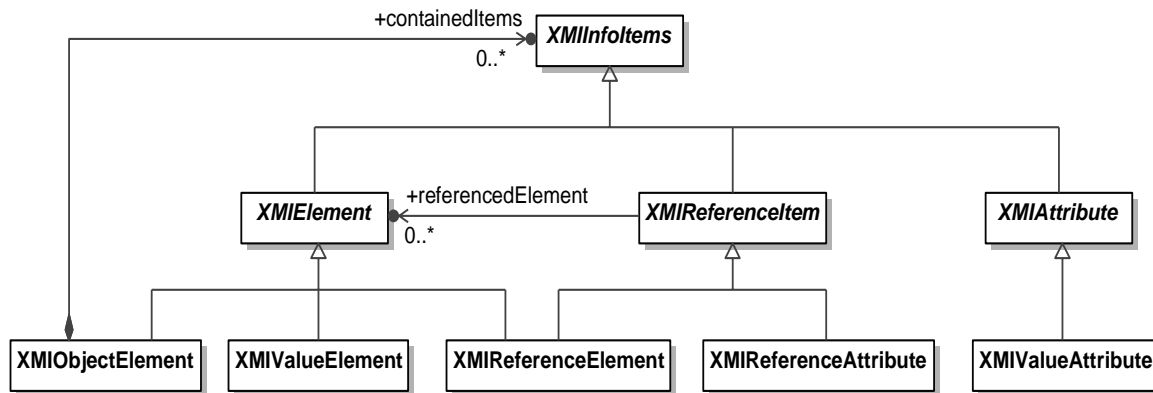 +containedItems
0..*
XMIInfoItems
XMIElement
+referencedElement
0..*
XMIReferenceItem
XMIAttribute
XMIObjectElement
XMIValueElement
XMIReferenceElement
XMIReferenceAttribute
XMIValueAttribute